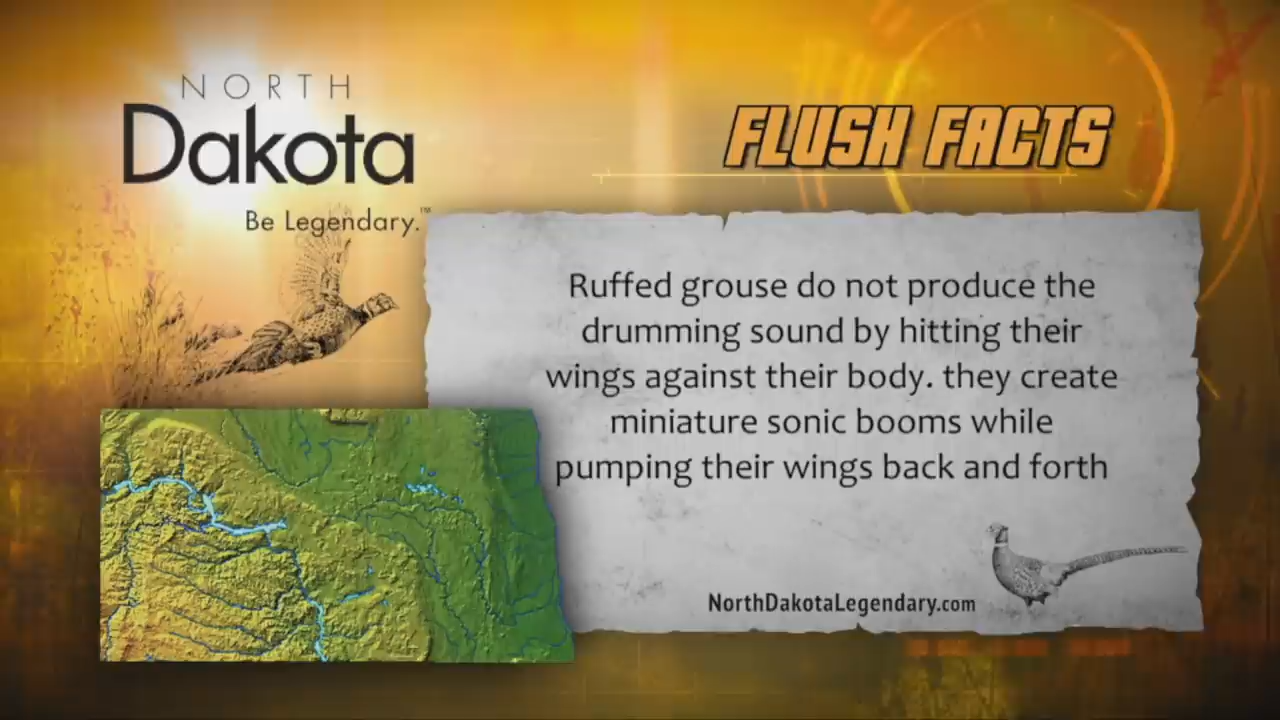 NORTH
Dakota
Be Legendary.™
FLUSH FACTS
Ruffed grouse do not produce the
drumming sound by hitting their
wings against their body. they create
miniature sonic booms while
pumping their wings back and forth
NorthDakotaLegendary.com